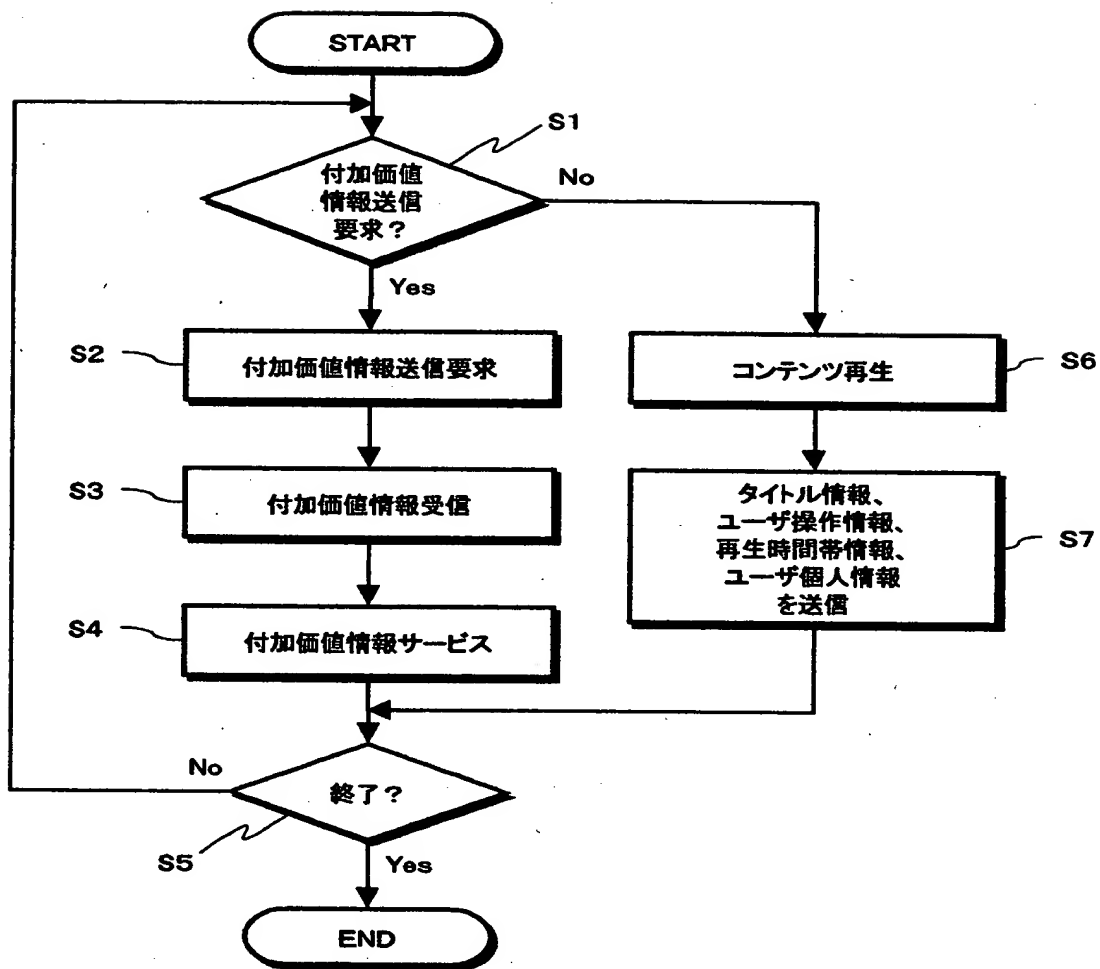 START
S1
付加価値
情報送信
要求?
No
Yes
S2
付加価値情報送信要求
コンテンツ再生
S6
S3
付加価値情報受信
タイトル情報、
ユーザ操作情報、
再生時間帯情報、
ユーザ個人情報
を送信
S7
S4
付加価値情報サービス
No
終了?
S5
Yes
END